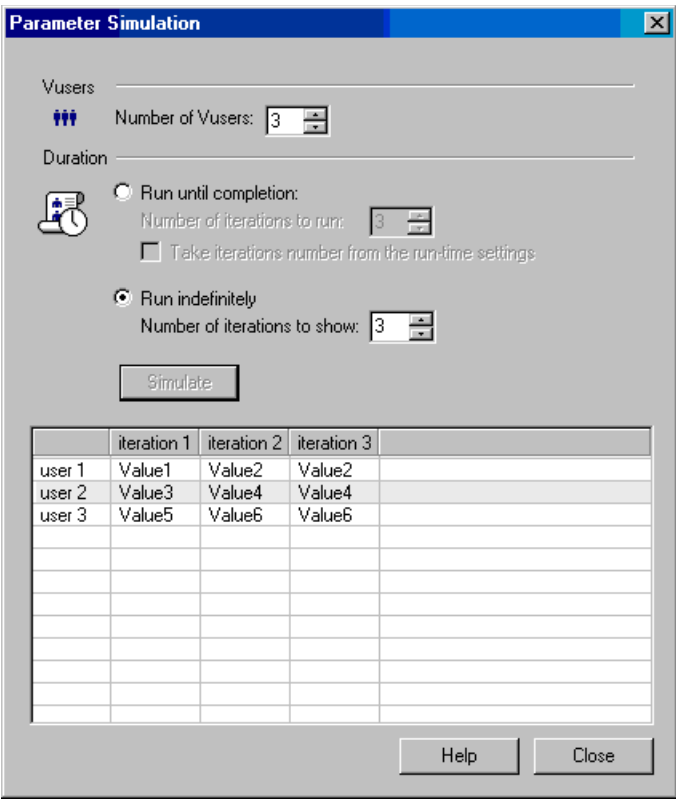 Parameter Simulation
Vusers
Number of Vusers: 3
Duration
Run until completion:
Number of iterations to run: 3
Take iterations number from the run-time settings
Run indefinitely
Number of iterations to show: 3
Simulate
iteration 1 iteration 2 iteration 3
user 1 Value1 Value2 Value2
user 2 Value3 Value4 Value4
user 3 Value5 Value6 Value6
Help Close